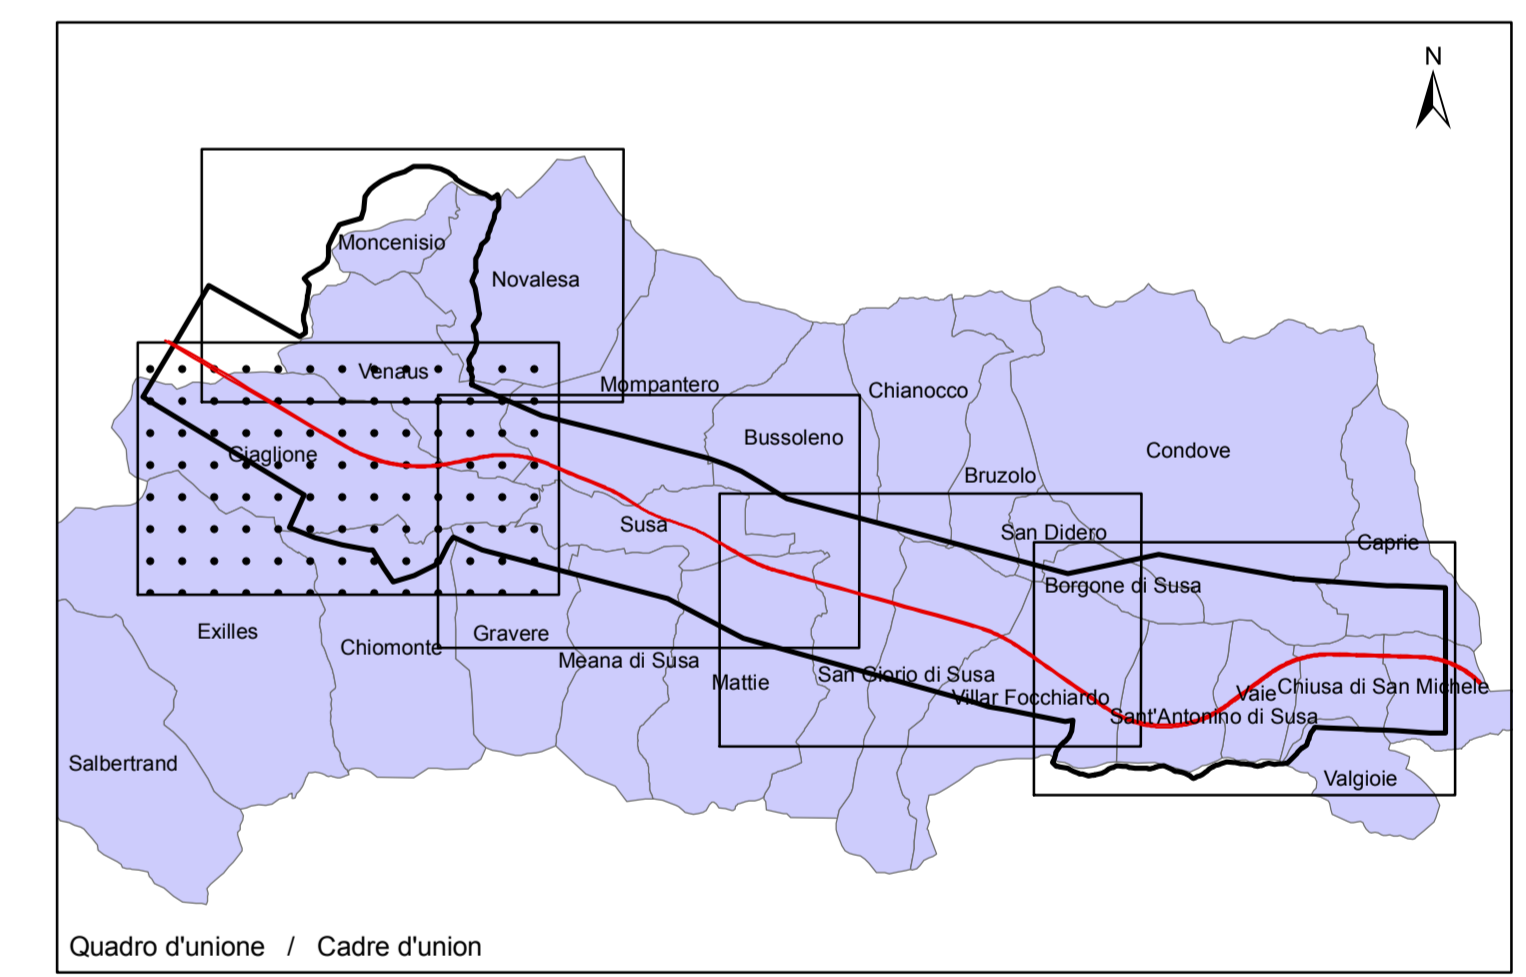 N
Moncenisio
Novalesa
Venaus
Mompantero
Chianocco
Bussoleno
Condove
Giaglione
Bruzolo
Susa
San Didero
Caprie
Borgone di Susa
Exilles
Gravere
Chiomonte
Meana di Susa
San Giorio di Susa
Mattie
Vaie
Chiusa di San Michele
Villar Focchiardo
Sant'Antonino di Susa
Salbertrand
Valgioie
Quadro d'unione / Cadre d'union